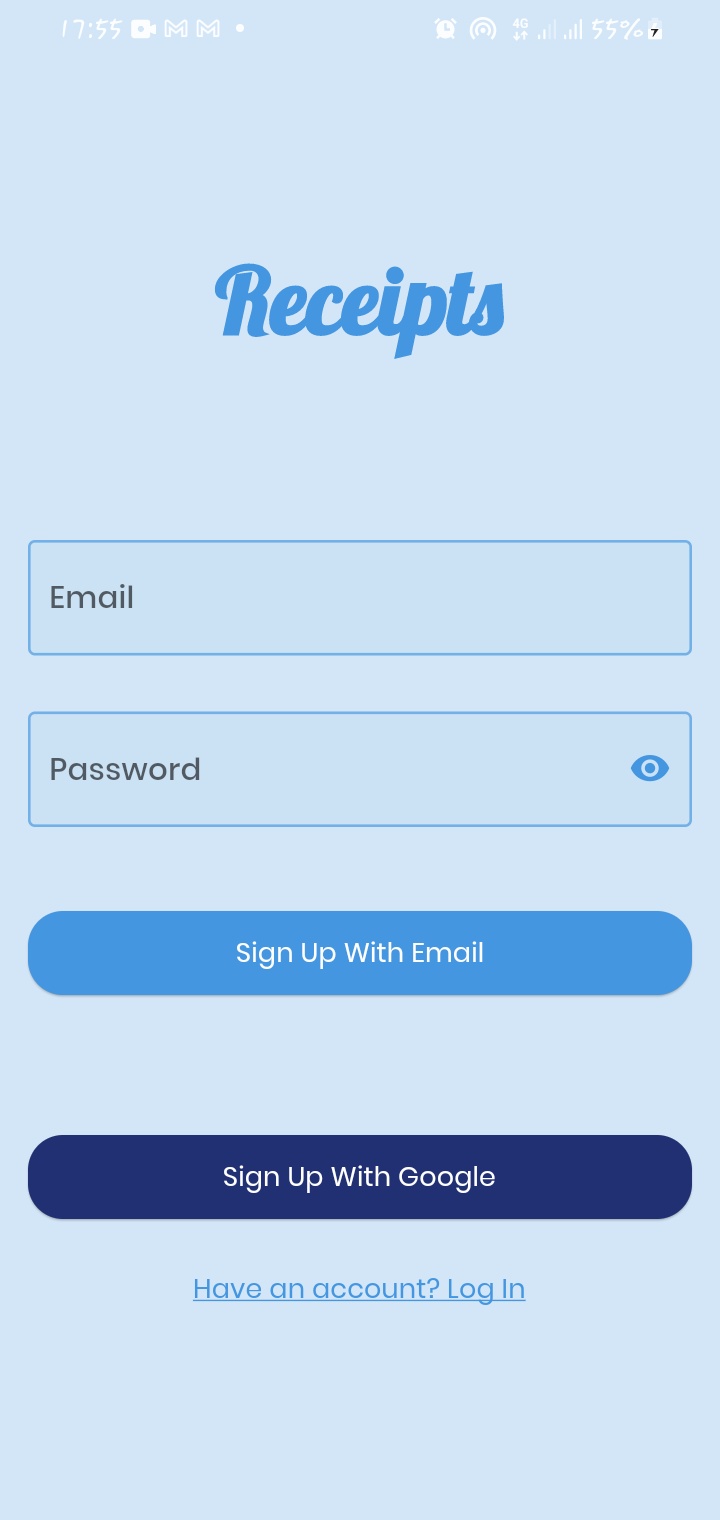 17:55 4G 55%
Receipts
Email
Password
Sign Up With Email
Sign Up With Google
Have an account? Log In